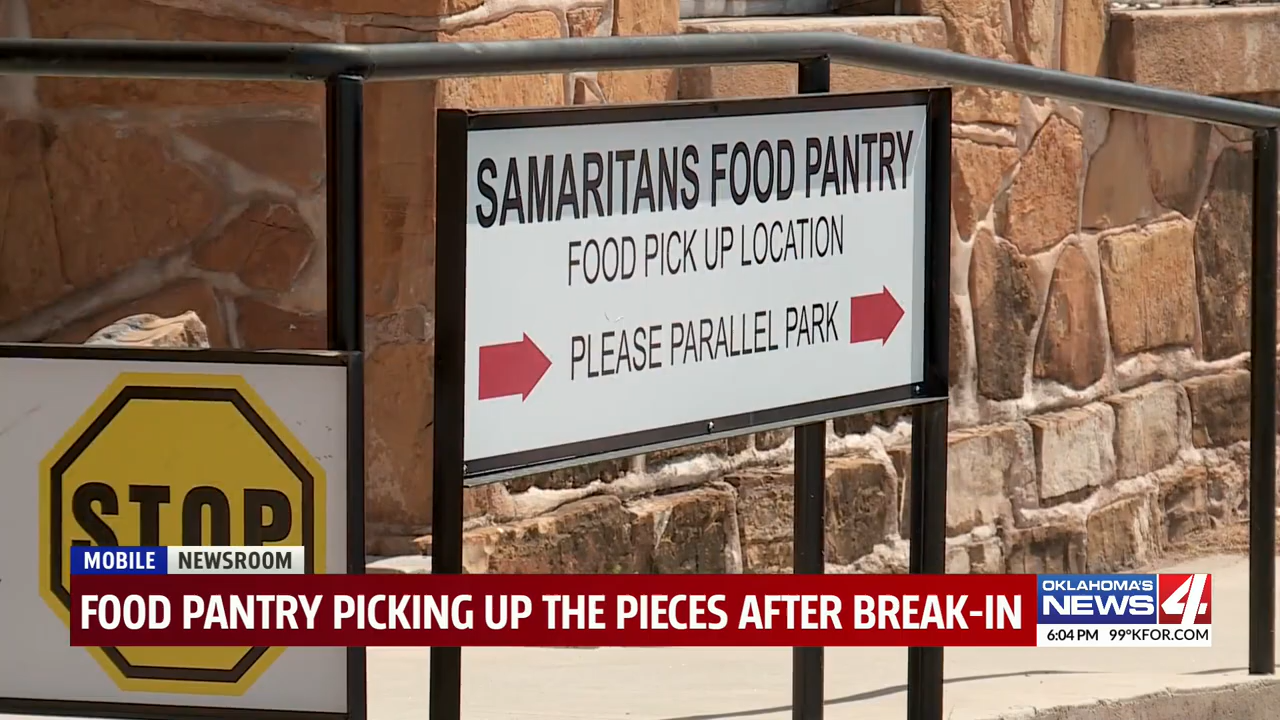 SAMARITANS FOOD PANTRY
FOOD PICK UP LOCATION
PLEASE PARALLEL PARK
STOP
MOBILE NEWSROOM
FOOD PANTRY PICKING UP THE PIECES AFTER BREAK-IN
OKLAHOMA'S
NEWS 4
6:04 PM 99° KFOR.COM